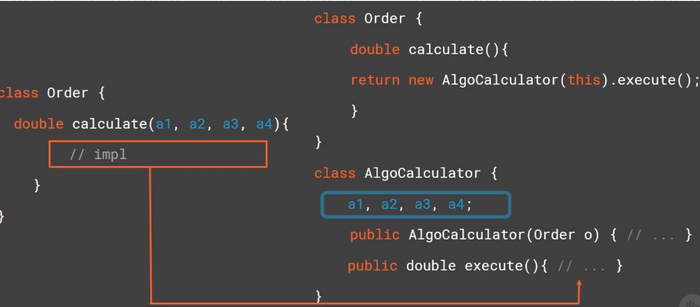 class Order {
double calculate(a1, a2, a3, a4){
// impl
}
}
class Order {
double calculate(){
return new AlgoCalculator(this).execute();
}
}
class AlgoCalculator {
a1, a2, a3, a4;
public AlgoCalculator(Order o) { // ... }
public double execute(){ // ... }
}